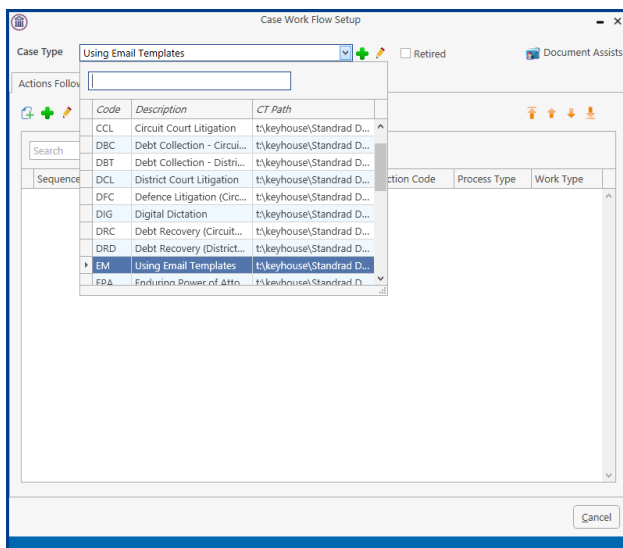 Case Work Flow Setup
Case Type Using Email Templates Retired Document Assists
Actions Follow
Search
Sequence ction Code Process Type Work Type
Code Description CT Path
CCL Circuit Court Litigation t:\keyhouse\Standrad D...
DBC Debt Collection - Circui... t:\keyhouse\Standrad D...
DBT Debt Collection - Distri... t:\keyhouse\Standrad D...
DCL District Court Litigation t:\keyhouse\Standrad D...
DFC Defence Litigation (Circ... t:\keyhouse\Standrad D...
DIG Digital Dictation t:\keyhouse\Standrad D...
DRC Debt Recovery (Circuit... t:\keyhouse\Standrad D...
DRD Debt Recovery (District... t:\keyhouse\Standrad D...
EM Using Email Templates t:\keyhouse\Standrad D...
EPA Enduring Power of Atto... t:\keyhouse\Standrad D...
Cancel